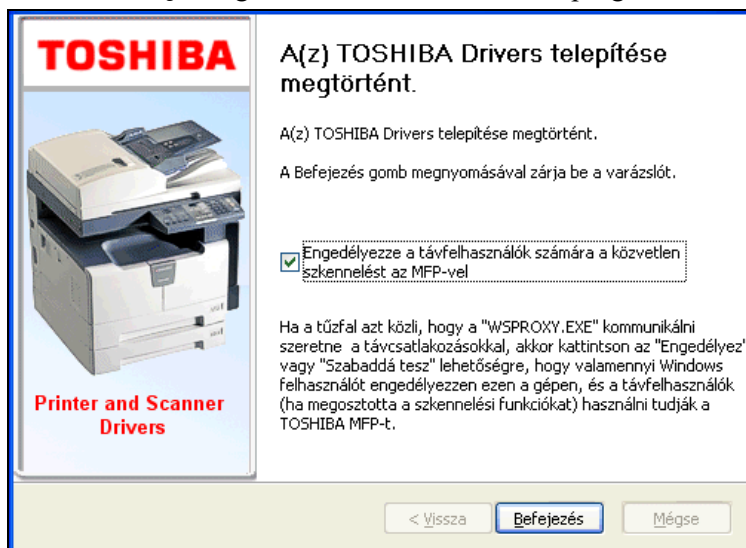 TOSHIBA
Printer and Scanner
Drivers
A(z) TOSHIBA Drivers telepítése
megtörtént.
A(z) TOSHIBA Drivers telepítése megtörtént.
A Befejezés gomb megnyomásával zárja be a varázslót.
Engedélyezze a távfelhasználók számára a közvetlen
szkennelést az MFP-vel
Ha a tűzfal azt közli, hogy a "WSPROXY.EXE" kommunikálni
szeretne a távcsatlakozásokkal, akkor kattintson az "Engedélyez"
vagy "Szabaddá tesz" lehetőségre, hogy valamennyi Windows
felhasználót engedélyezzen ezen a gépen, és a távfelhasználók
(ha megosztotta a szkennelési funkciókat) használni tudják a
TOSHIBA MFP-t.
< Vissza
Befejezés
Mégse